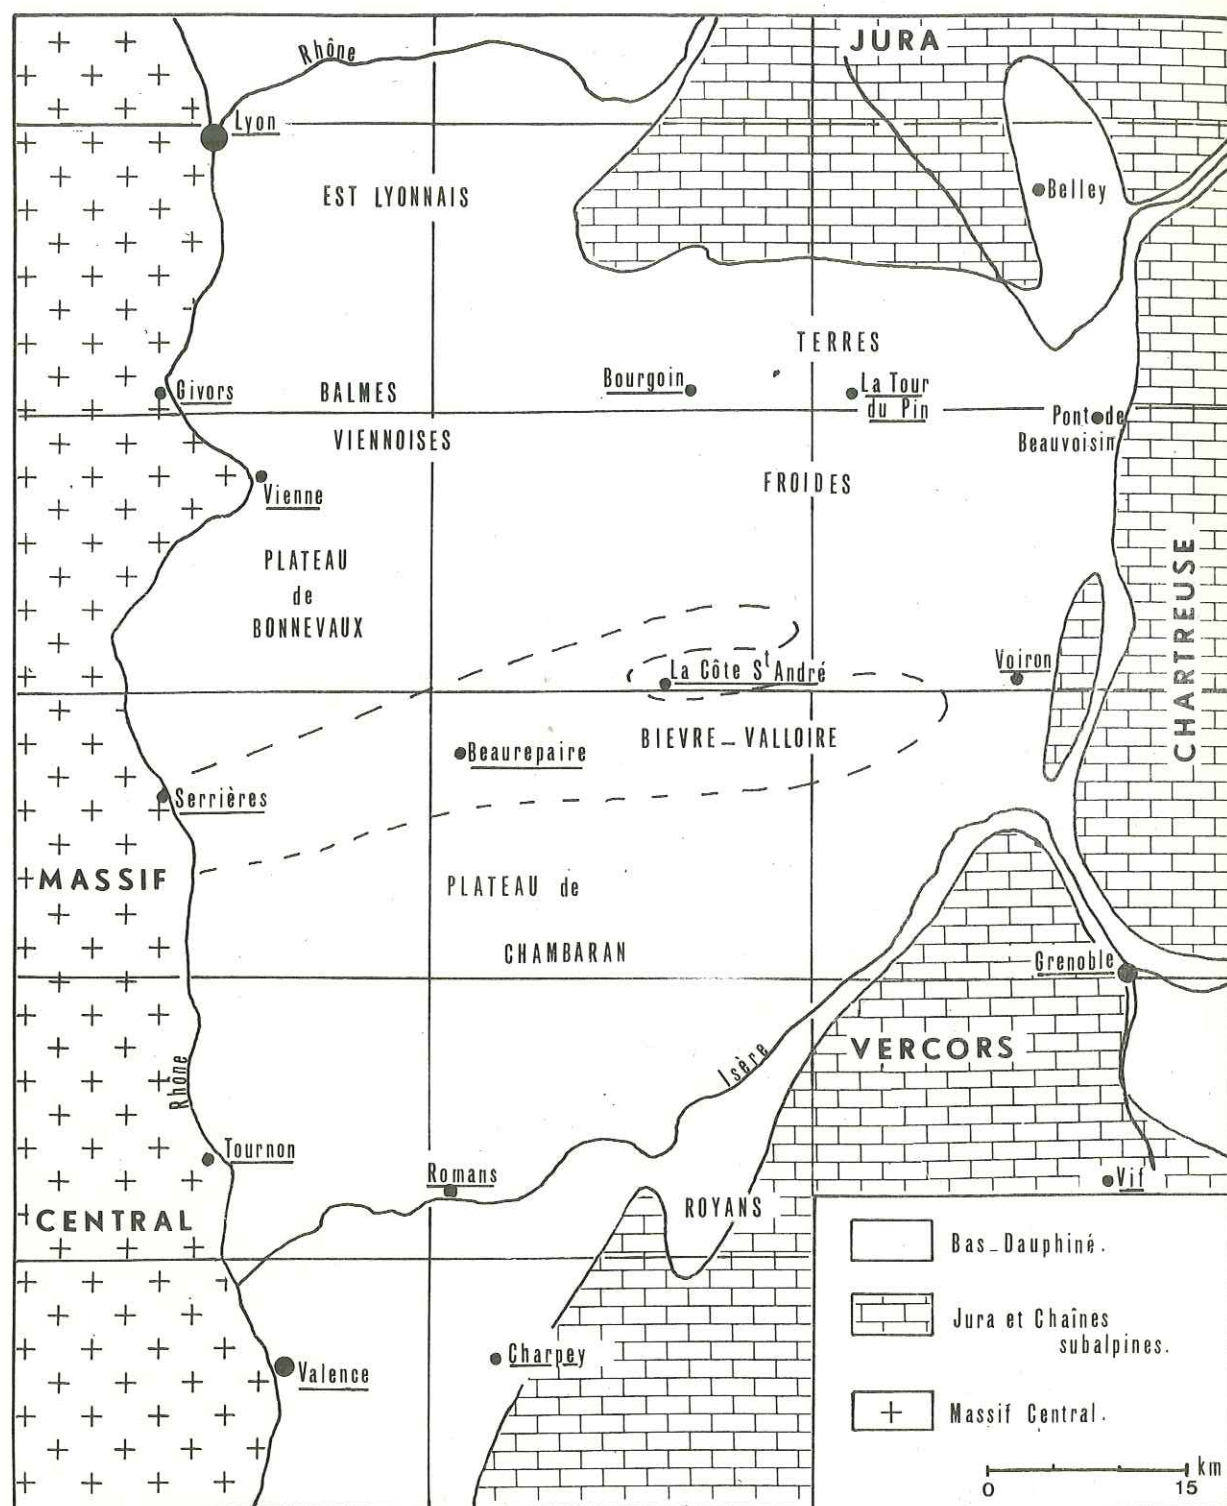 JURA
Rhône
Lyon
EST LYONNAIS
Belley
TERRES
Givors
BALMES
Bourgoin
La Tour
du Pin
Pont de
Beauvoisin
VIENNOISES
FROIDES
Vienne
PLATEAU
de
BONNEVAUX
CHARTREUSE
La Côte St André
Voiron
BIEVRE-VALLOIRE
Beaurepaire
Serrières
MASSIF
PLATEAU de
CHAMBARAN
Grenoble
VERCORS
Isère
Rhône
Tournon
Romans
Vif
CENTRAL
ROYANS
Charpey
Valence
Bas-Dauphiné.
Jura et Chaînes
subalpines.
Massif Central.
km
0 15